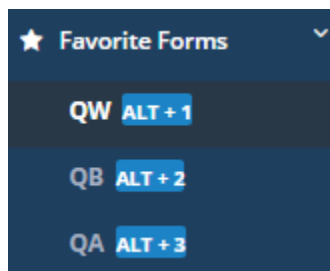 Favorite Forms
QW ALT + 1
QB ALT + 2
QA ALT + 3